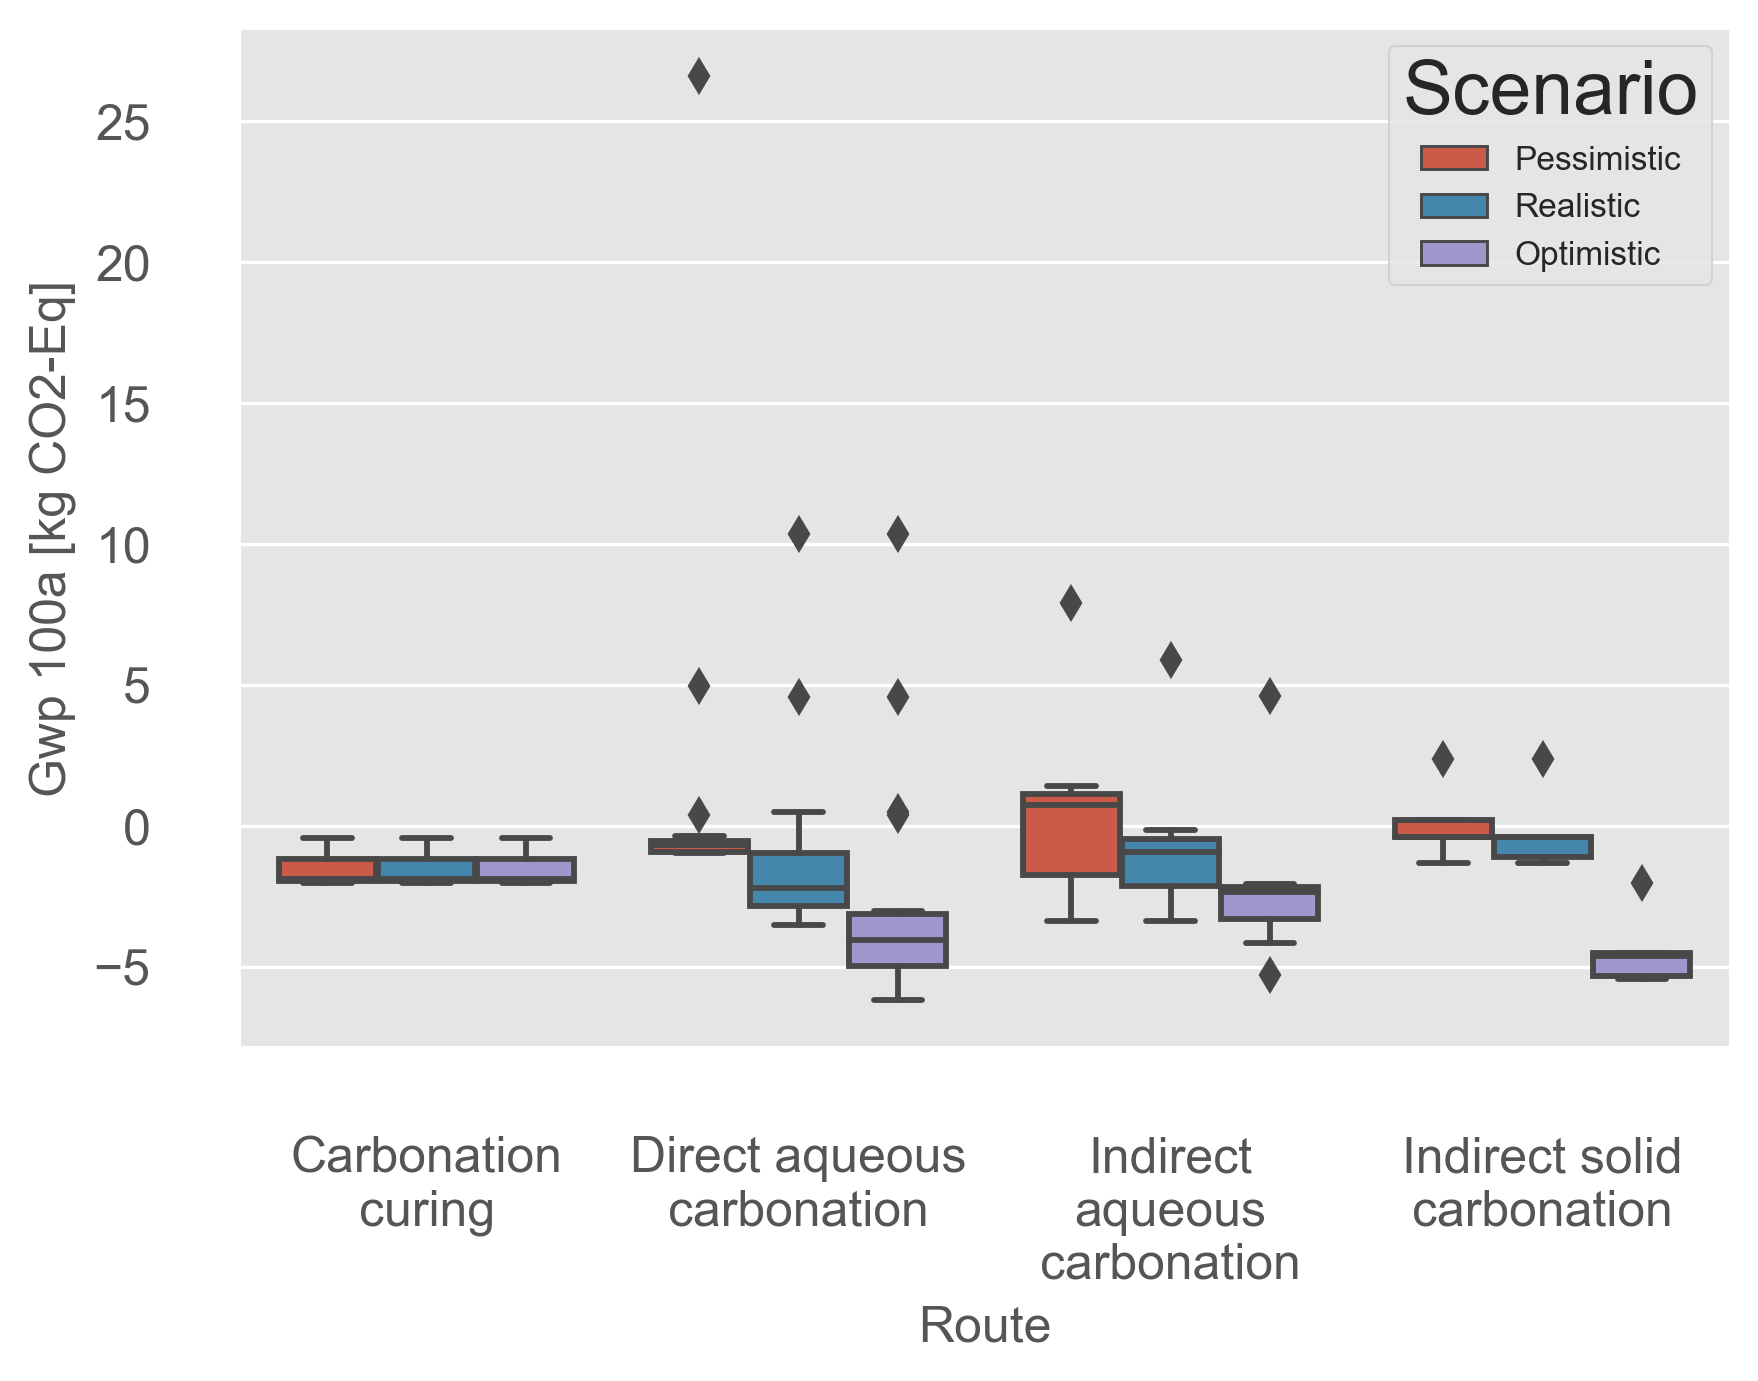 Scenario
Pessimistic
Realistic
Optimistic
Gwp 100a [kg CO2-Eq]
25
20
15
10
5
0
−5
Carbonation
curing
Direct aqueous
carbonation
Indirect
aqueous
carbonation
Indirect solid
carbonation
Route